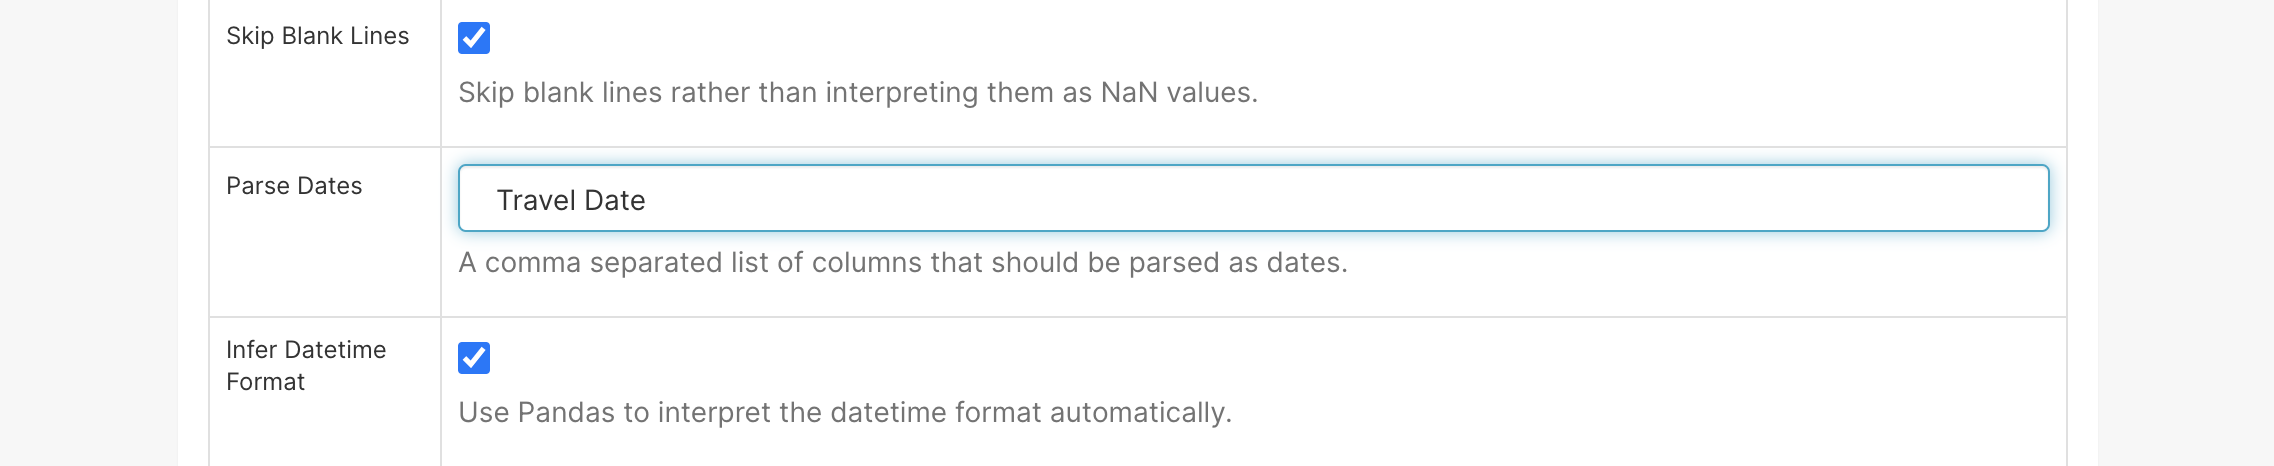 Skip Blank Lines
Skip blank lines rather than interpreting them as NaN values.
Parse Dates
Travel Date
A comma separated list of columns that should be parsed as dates.
Infer Datetime
Format
Use Pandas to interpret the datetime format automatically.